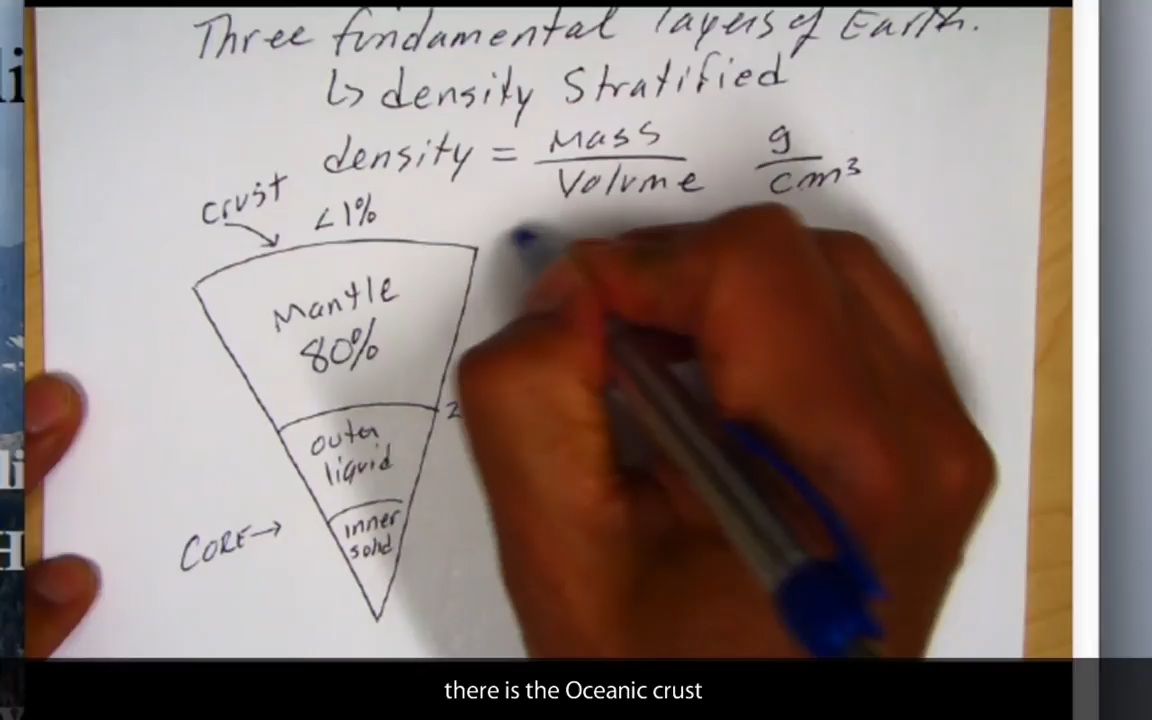 Three fundamental layers of Earth.
↳ density Stratified
density = Mass / Volume g / cm³
crust
<1%
Mantle
80%
2
outer
liquid
inner
solid
CORE→
there is the Oceanic crust